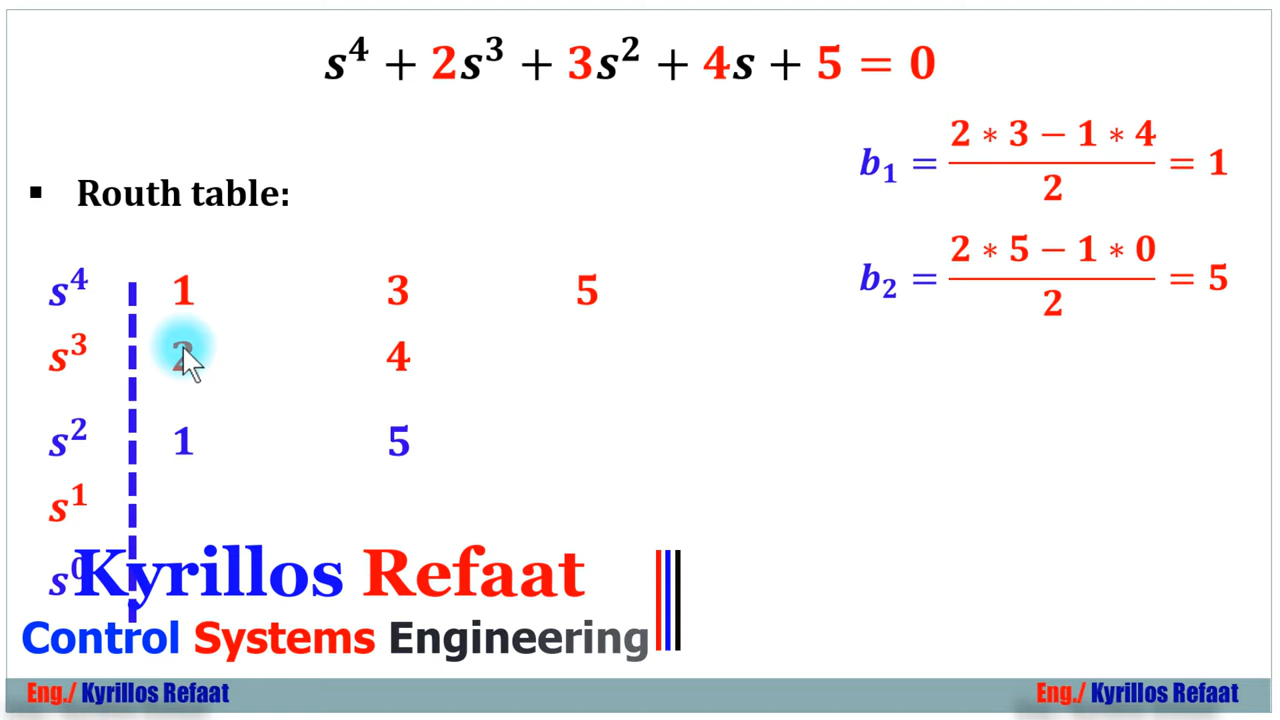 s⁴ + 2s³ + 3s² + 4s + 5 = 0
b₁ = (2 * 3 − 1 * 4) / 2 = 1
▪ Routh table:
b₂ = (2 * 5 − 1 * 0) / 2 = 5
s⁴ 1 3 5
s³ 2 4
s² 1 5
s¹
s⁰
Kyrillos Refaat
Control Systems Engineering
Eng./ Kyrillos Refaat
Eng./ Kyrillos Refaat